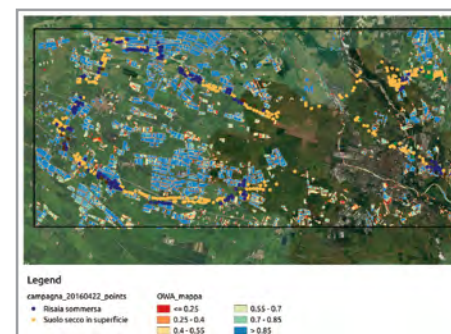 Legend
campagna_20160422_points
Risaia sommersa
Suolo secco in superficie
OWA_mappa
<= 0.25
0.25 - 0.4
0.4 - 0.55
0.55 - 0.7
0.7 - 0.85
> 0.85